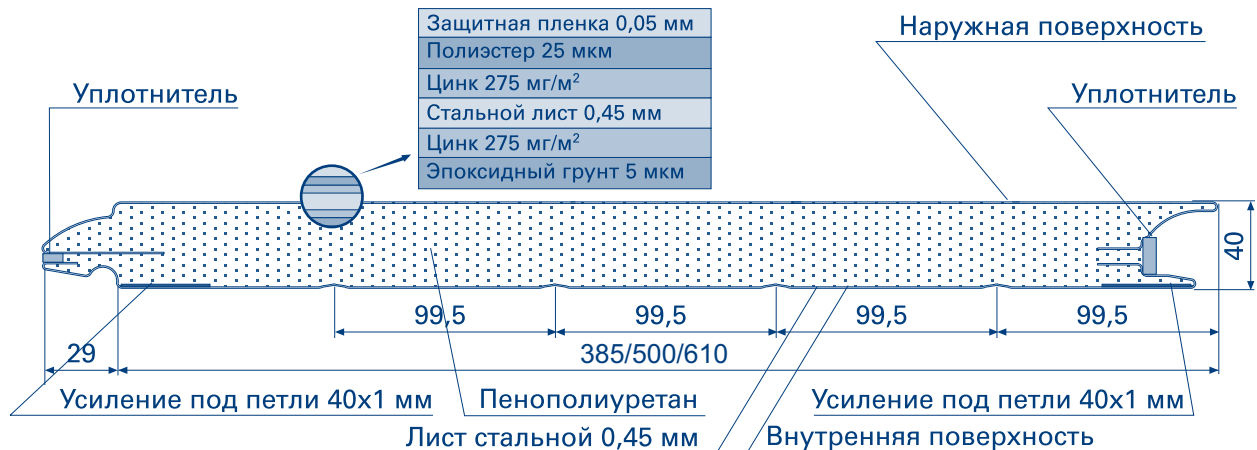 Защитная пленка 0,05 мм
Полиэстер 25 мкм
Цинк 275 мг/м²
Стальной лист 0,45 мм
Цинк 275 мг/м²
Эпоксидный грунт 5 мкм
Наружная поверхность
Уплотнитель
Уплотнитель
40
99,5
99,5
99,5
99,5
29
385/500/610
Усиление под петли 40х1 мм
Пенополиуретан
Усиление под петли 40х1 мм
Лист стальной 0,45 мм
Внутренняя поверхность